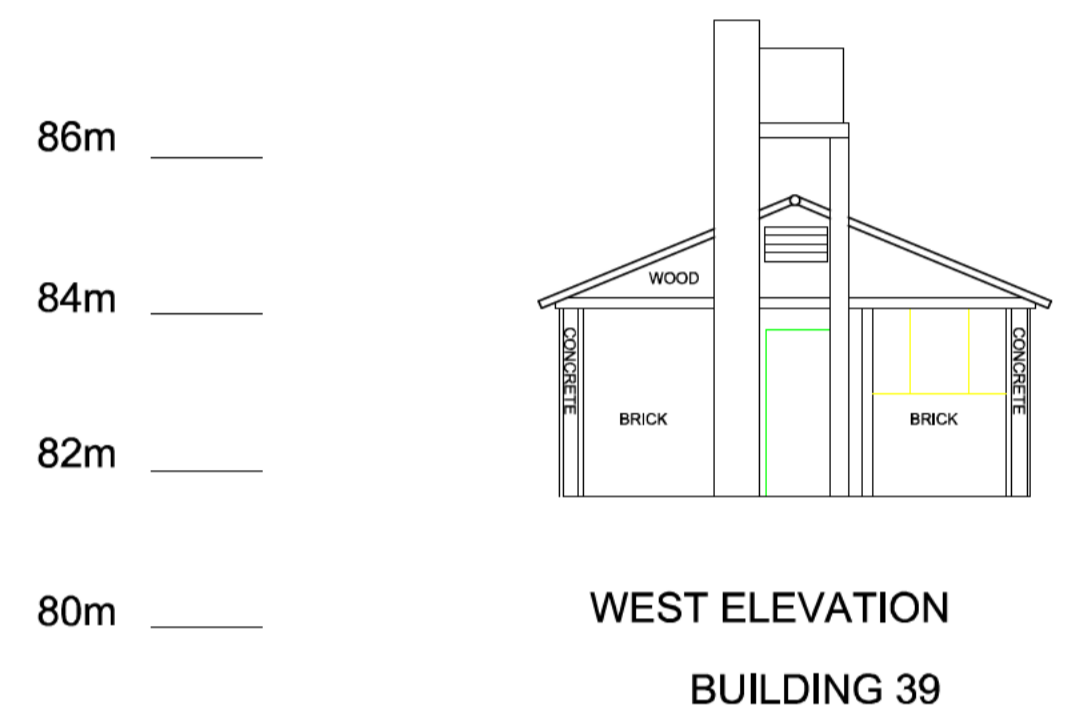 86m
84m
82m
80m
WOOD
CONCRETE
CONCRETE
BRICK
BRICK
WEST ELEVATION
BUILDING 39